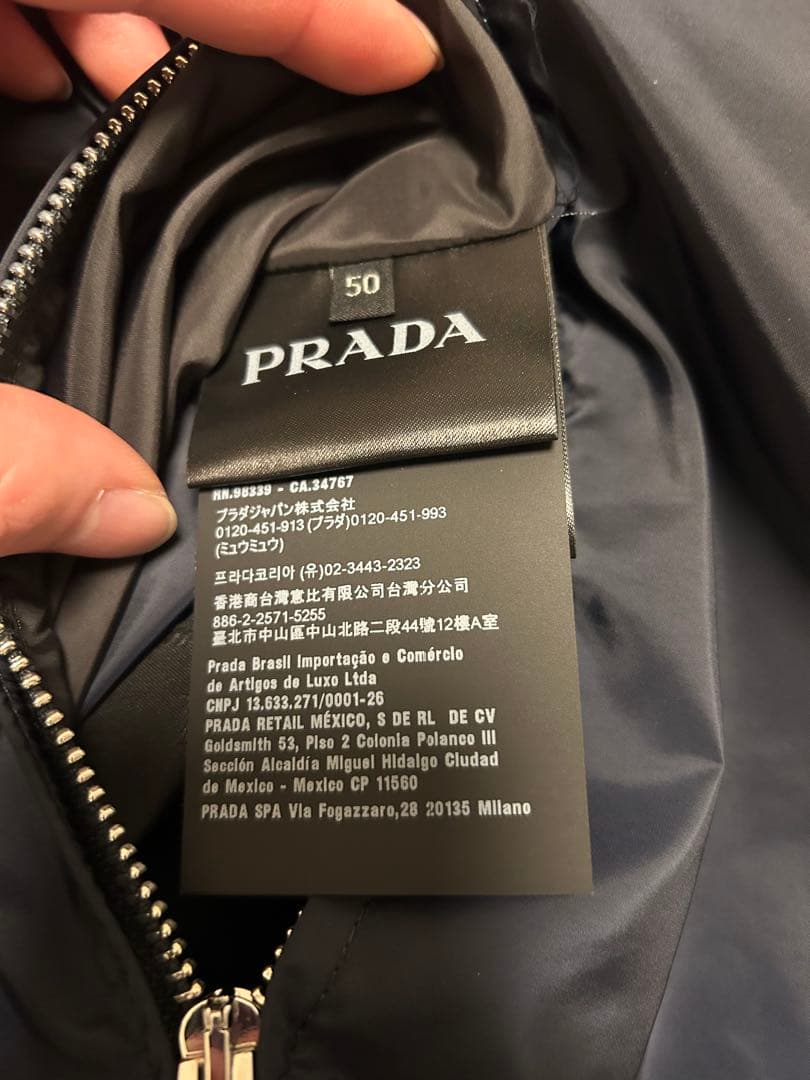 50
PRADA
RN.98339 - CA.34767
プラダジャパン株式会社
0120-451-913 (プラダ)0120-451-993
(ミュウミュウ)
프라다코리아 (유)02-3443-2323
香港商台灣意比有限公司台灣分公司
886-2-2571-5255
臺北市中山區中山北路二段44號12樓A室
Prada Brasil Importação e Comércio
de Artigos de Luxo Ltda
CNPJ 13.633.271/0001-26
PRADA RETAIL MÉXICO, S DE RL DE CV
Goldsmith 53, Piso 2 Colonia Polanco III
Sección Alcaldía Miguel Hidalgo Ciudad
de Mexico - Mexico CP 11560
PRADA SPA Via Fogazzaro,28 20135 Milano